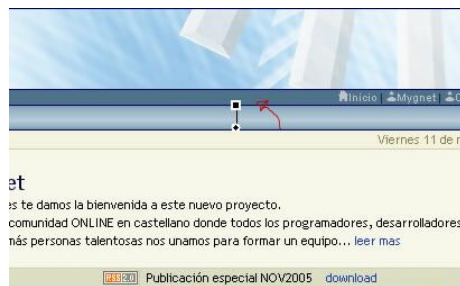 Inicio | Mygnet |
Viernes 11 de
et
es te damos la bienvenida a este nuevo proyecto.
comunidad ONLINE en castellano donde todos los programadores, desarrolladores
más personas talentosas nos unamos para formar un equipo... leer mas
RSS 2.0 Publicación especial NOV2005 download